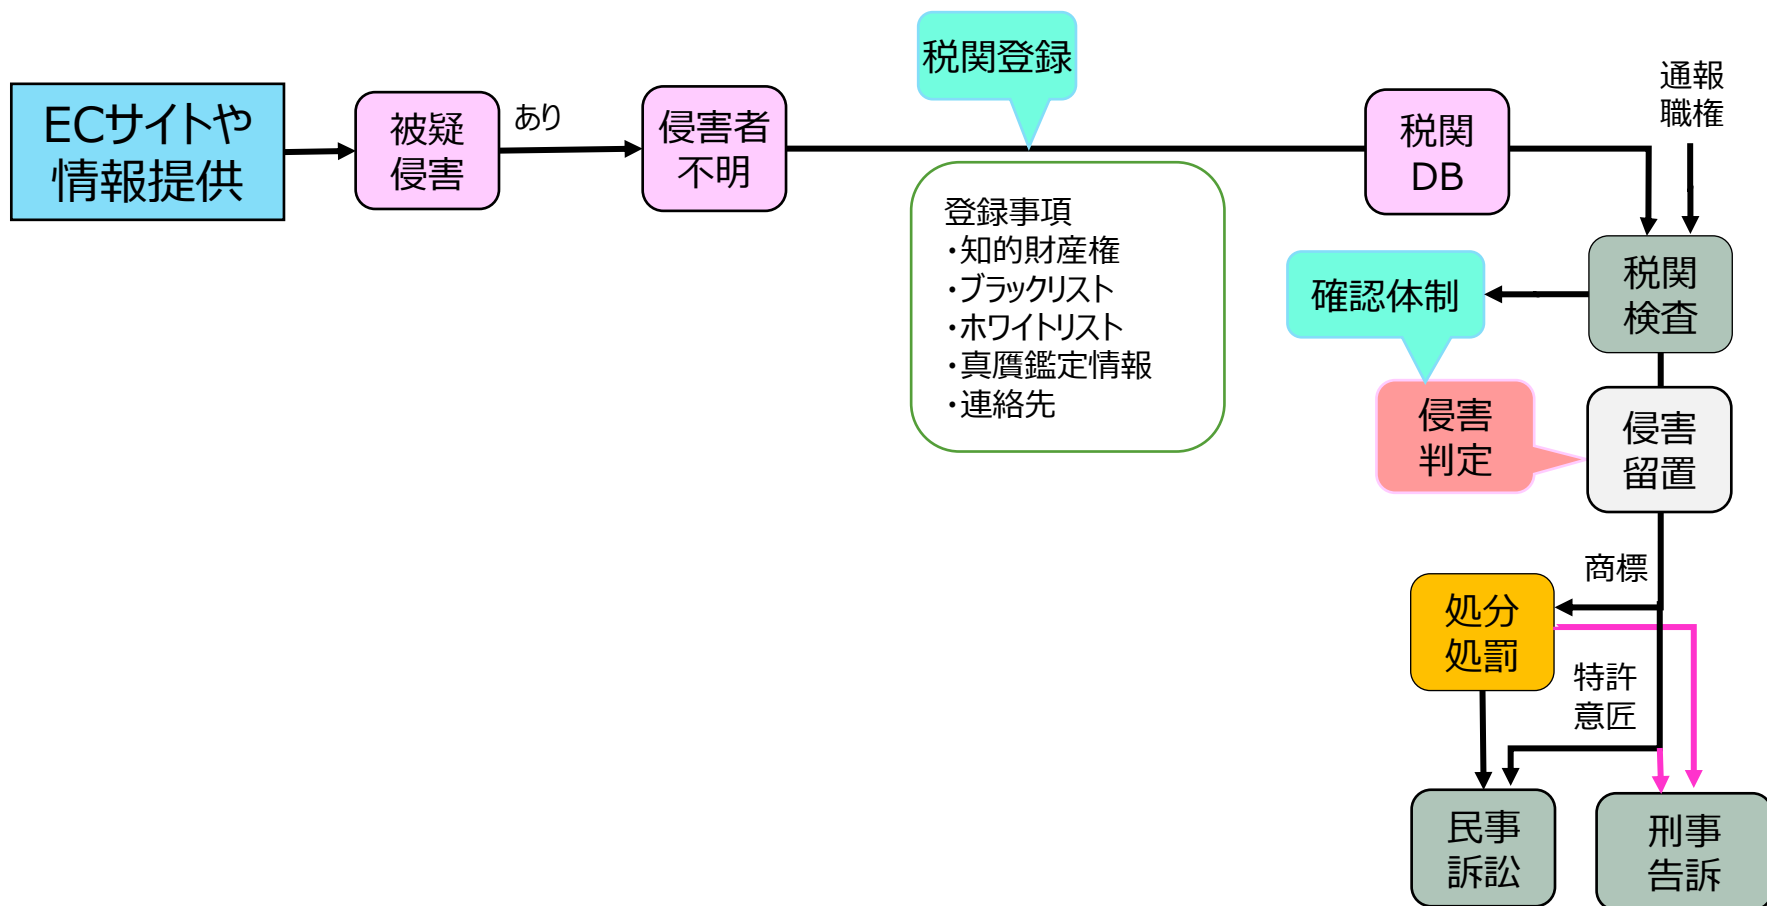 税関登録
ECサイトや
情報提供
被疑
侵害
あり
侵害者
不明
税関
DB
通報
職権
登録事項
・知的財産権
・ブラックリスト
・ホワイトリスト
・真贋鑑定情報
・連絡先
確認体制
税関
検査
侵害
判定
侵害
留置
商標
処分
処罰
特許
意匠
民事
訴訟
刑事
告訴